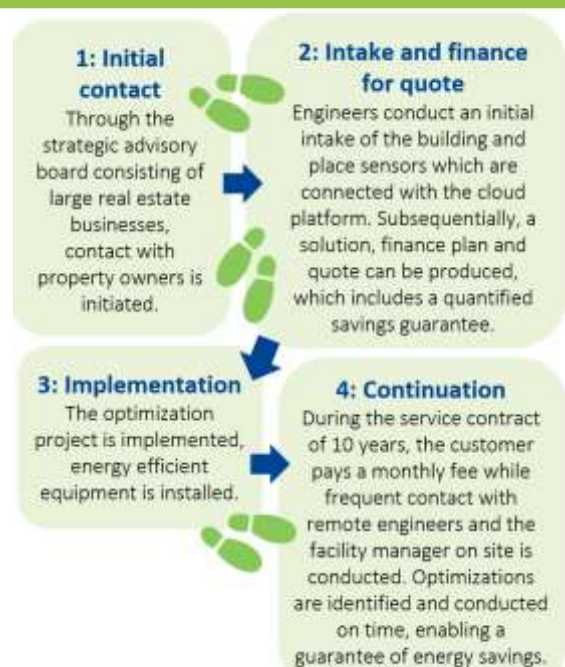 1: Initial
contact
Through the
strategic advisory
board consisting of
large real estate
businesses,
contact with
property owners is
initiated.
2: Intake and finance
for quote
Engineers conduct an initial
intake of the building and
place sensors which are
connected with the cloud
platform. Subsequently, a
solution, finance plan and
quote can be produced,
which includes a quantified
savings guarantee.
3: Implementation
The optimization
project is implemented,
energy efficient
equipment is installed.
4: Continuation
During the service contract
of 10 years, the customer
pays a monthly fee while
frequent contact with
remote engineers and the
facility manager on site is
conducted. Optimizations
are identified and conducted
on time, enabling a
guarantee of energy savings.